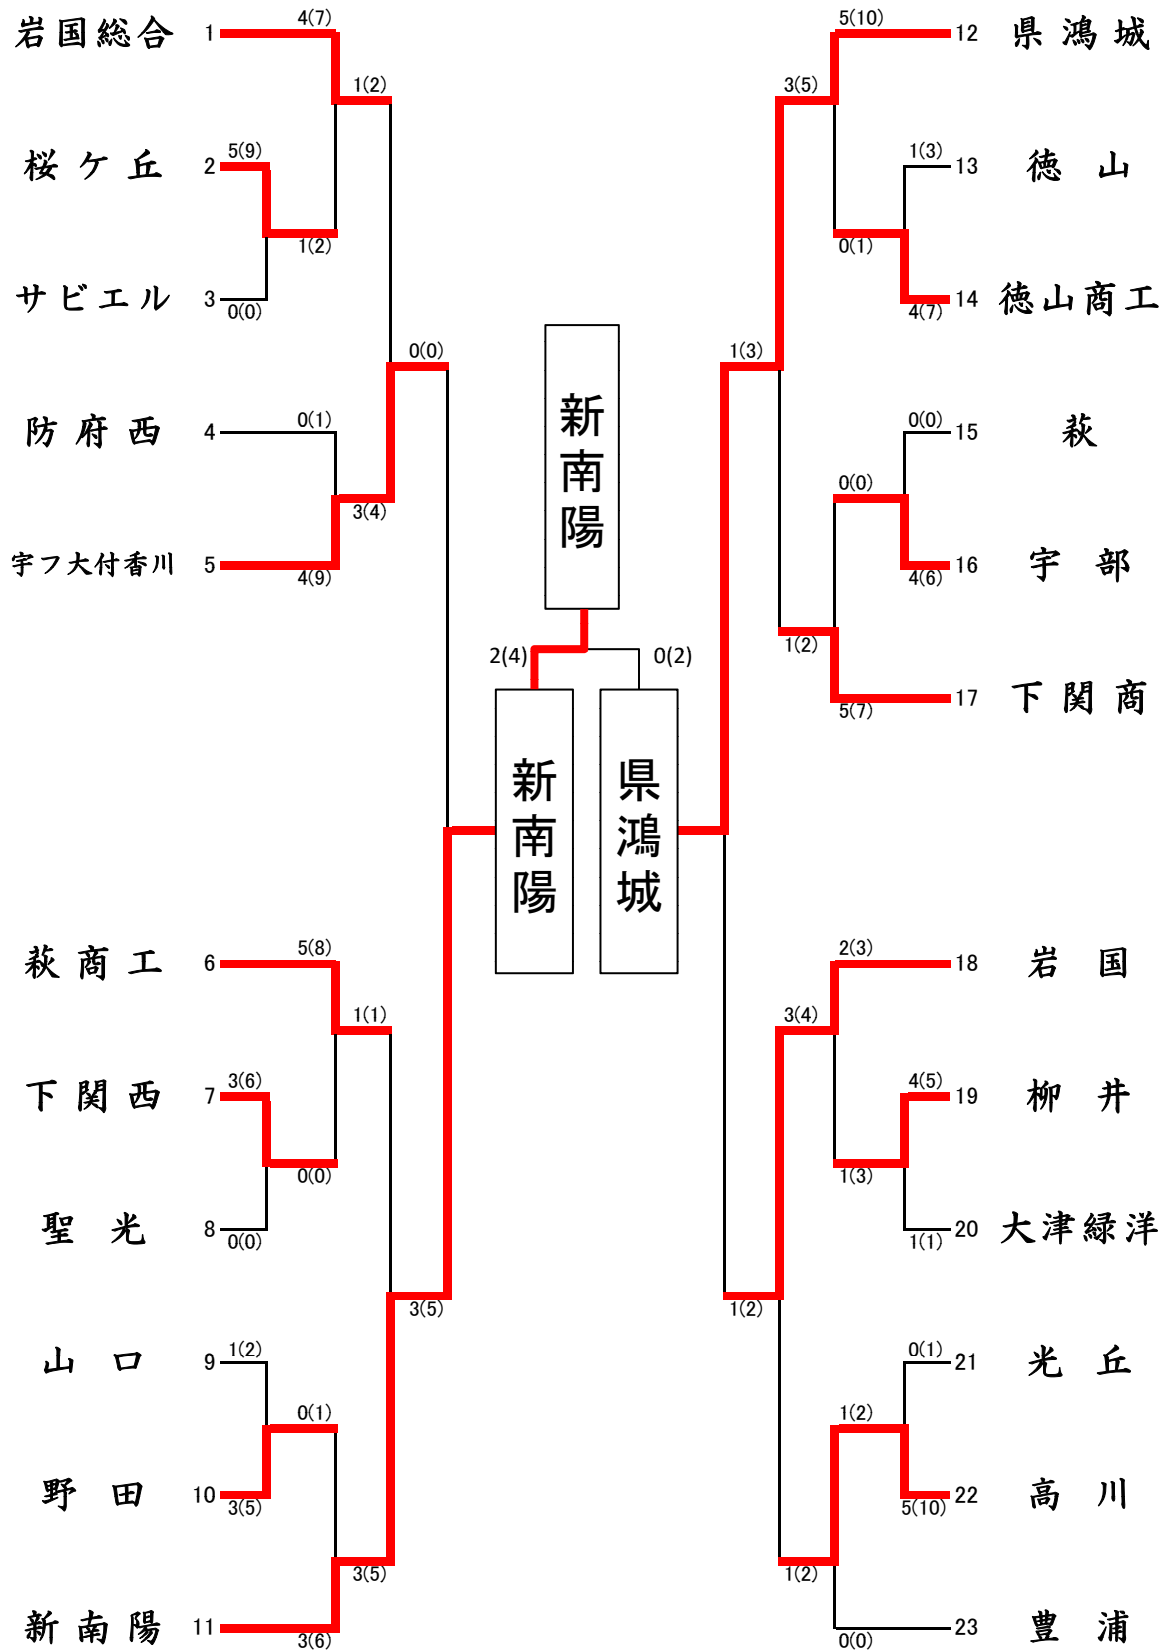 岩国総合 1 4(7)
1(2)
桜ケ丘 2 5(9)
1(2)
サビエル 3 0(0)
0(0)
防府西 4 0(1)
3(4)
宇フ大付香川 5 4(9)
萩商工 6 5(8)
1(1)
下関西 7 3(6)
0(0)
聖光 8 0(0)
3(5)
山口 9 1(2)
0(1)
野田 10 3(5)
3(5)
新南陽 11 3(6)
新南陽
2(4) 0(2)
新南陽
県鴻城
5(10) 12 県鴻城
3(5)
1(3) 13 徳山
0(1)
4(7) 14 徳山商工
1(3)
0(0) 15 萩
0(0)
4(6) 16 宇部
1(2)
5(7) 17 下関商
2(3) 18 岩国
3(4)
4(5) 19 柳井
1(3)
1(1) 20 大津緑洋
1(2)
0(1) 21 光丘
1(2)
5(10) 22 高川
1(2)
0(0) 23 豊浦